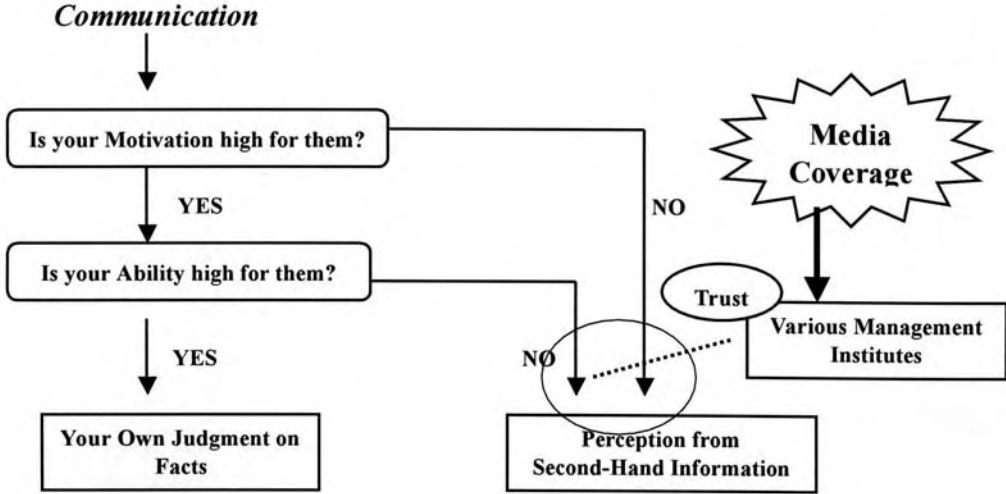 Communication
Is your Motivation high for them?
Media
Coverage
YES
NO
Is your Ability high for them?
Trust
Various Management
Institutes
YES
NO
Your Own Judgment on
Facts
Perception from
Second-Hand Information